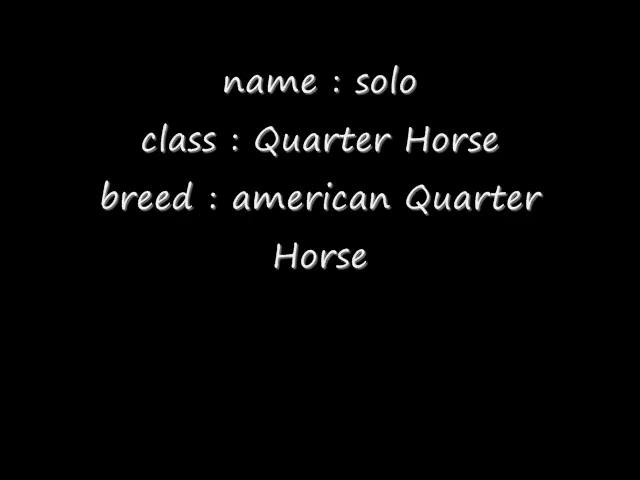 name : solo
class : Quarter Horse
breed : american Quarter
Horse